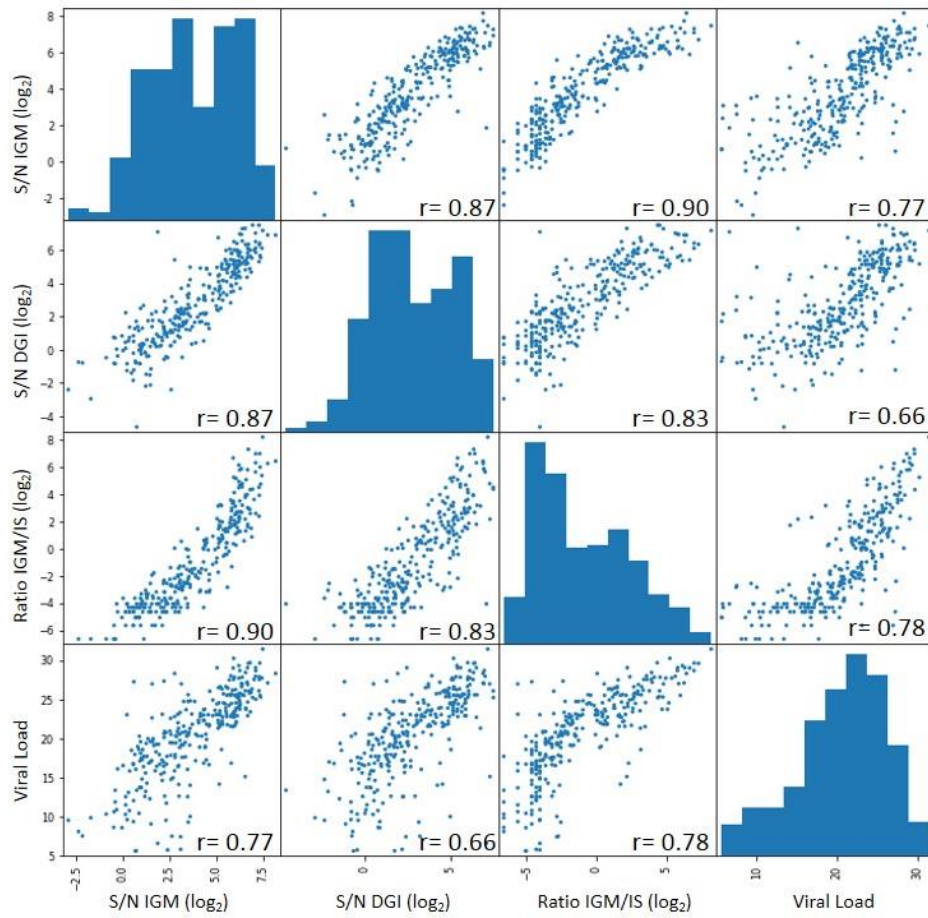 8
6
4
2
0
-2
S/N IGM (log₂)
r= 0.87
r= 0.90
r= 0.77
6
4
2
0
-2
-4
S/N DGI (log₂)
r= 0.87
r= 0.83
r= 0.66
8
6
4
2
0
-2
-4
-6
Ratio IGM/IS (log₂)
r= 0.90
r= 0.83
r= 0.78
30
25
20
15
10
5
Viral Load
r= 0.77
r= 0.66
r= 0.78
-2.5 0.0 2.5 5.0 7.5 0 5 -5 0 5 10 20 30
S/N IGM (log₂) S/N DGI (log₂) Ratio IGM/IS (log₂) Viral Load